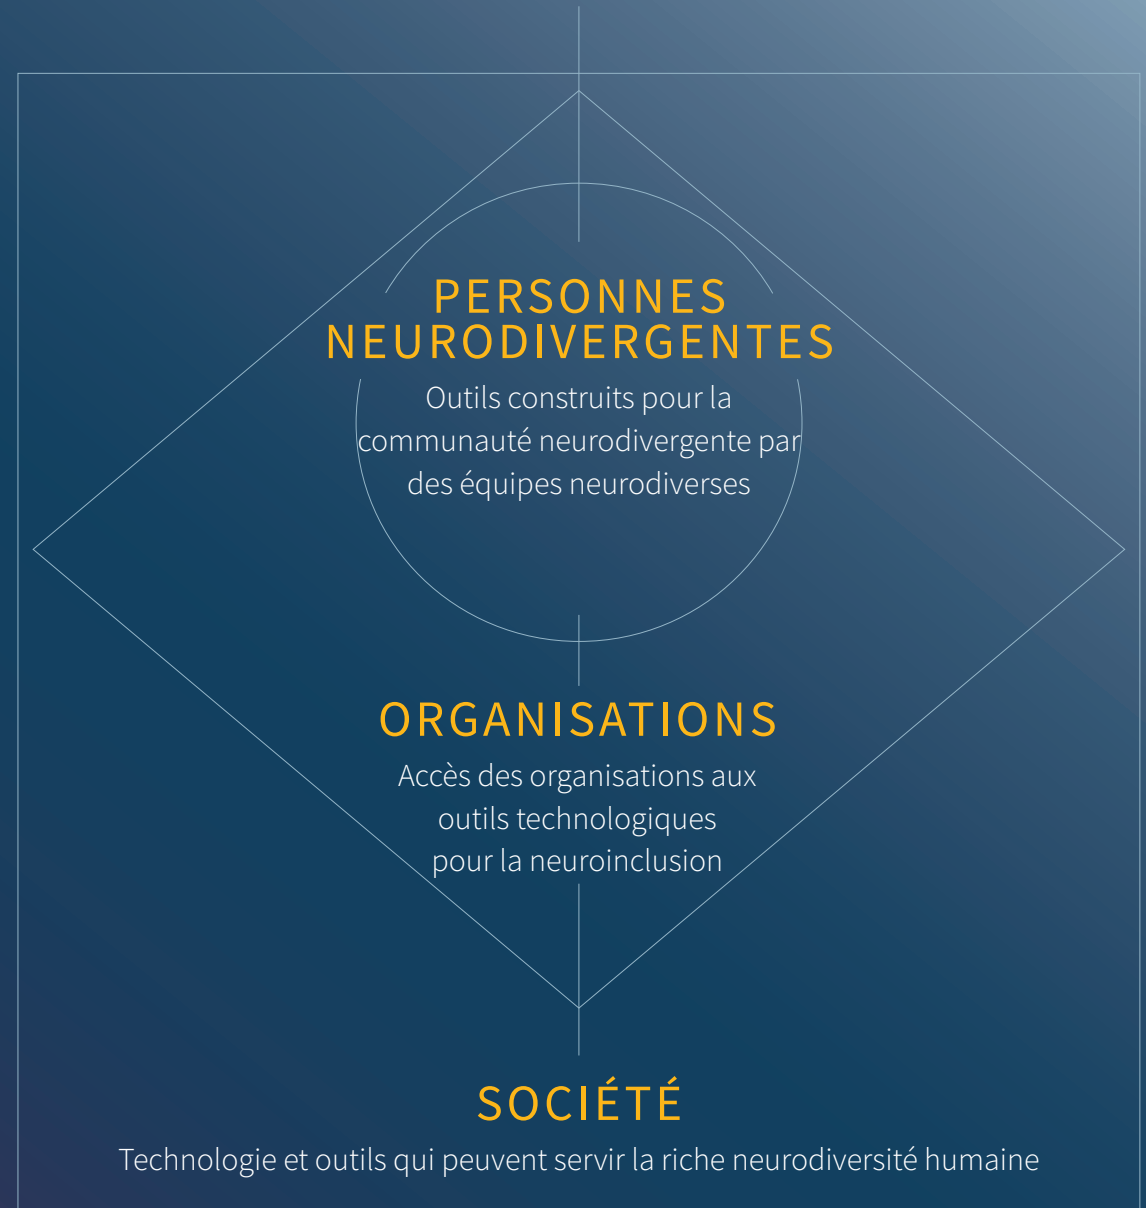 PERSONNES
NEURODIVERGENTES
Outils construits pour la
communauté neurodivergente par
des équipes neurodiverses
ORGANISATIONS
Accès des organisations aux
outils technologiques
pour la neuroinclusion
SOCIÉTÉ
Technologie et outils qui peuvent servir la riche neurodiversité humaine